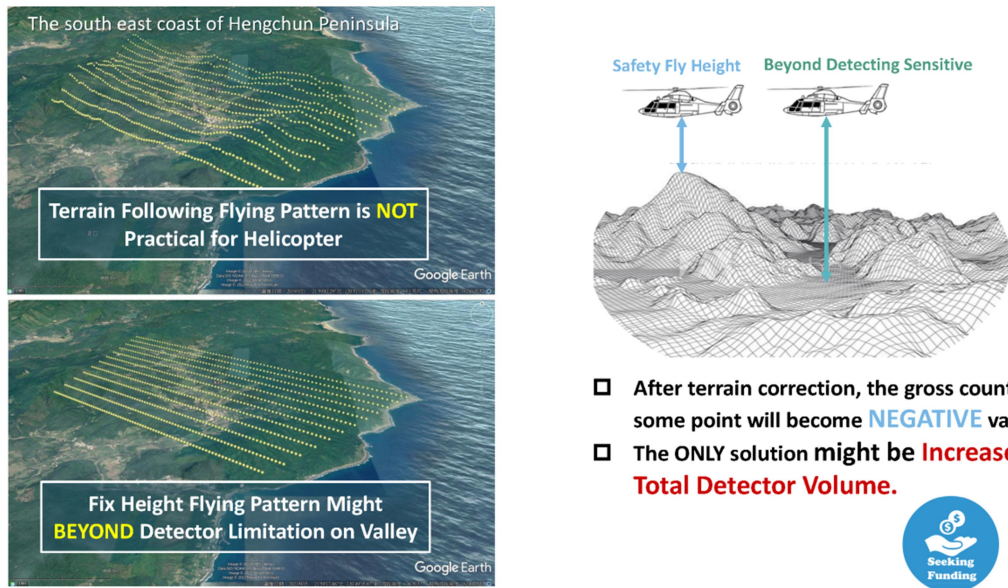 The south east coast of Hengchun Peninsula
Terrain Following Flying Pattern is NOT
Practical for Helicopter
Google Earth
Fix Height Flying Pattern Might
BEYOND Detector Limitation on Valley
Google Earth
Safety Fly Height
Beyond Detecting Sensitive
After terrain correction, the gross count
some point will become NEGATIVE va
The ONLY solution might be Increase
Total Detector Volume.
Seeking
Funding